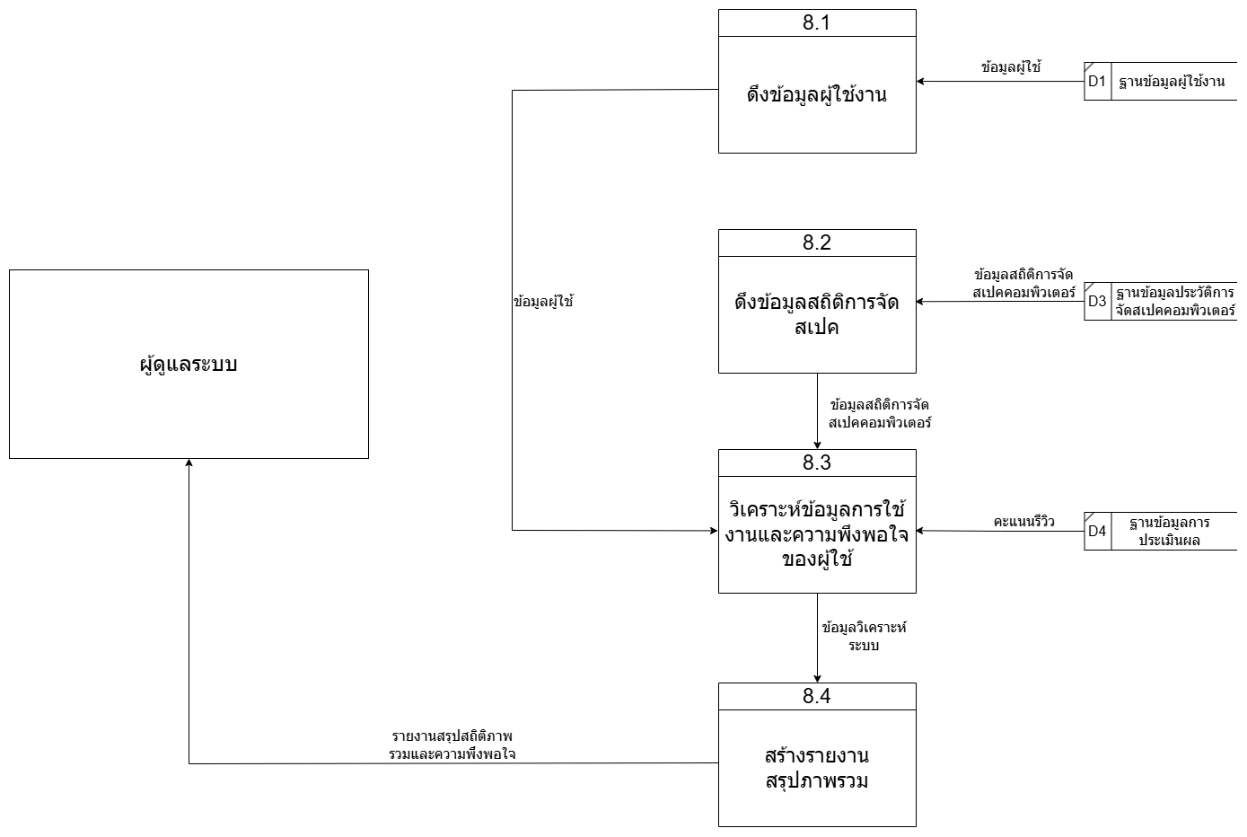 8.1
ดึงข้อมูลผู้ใช้งาน
ข้อมูลผู้ใช้
D1
ฐานข้อมูลผู้ใช้งาน
8.2
ดึงข้อมูลสถิติการจัด
สเปค
ข้อมูลสถิติการจัด
สเปคคอมพิวเตอร์
D3
ฐานข้อมูลประวัติการ
จัดสเปคคอมพิวเตอร์
ข้อมูลผู้ใช้
ผู้ดูแลระบบ
ข้อมูลสถิติการจัด
สเปคคอมพิวเตอร์
8.3
วิเคราะห์ข้อมูลการใช้
งานและความพึงพอใจ
ของผู้ใช้
คะแนนรีวิว
D4
ฐานข้อมูลการ
ประเมินผล
ข้อมูลวิเคราะห์
ระบบ
8.4
สร้างรายงาน
สรุปภาพรวม
รายงานสรุปสถิติภาพ
รวมและความพึงพอใจ